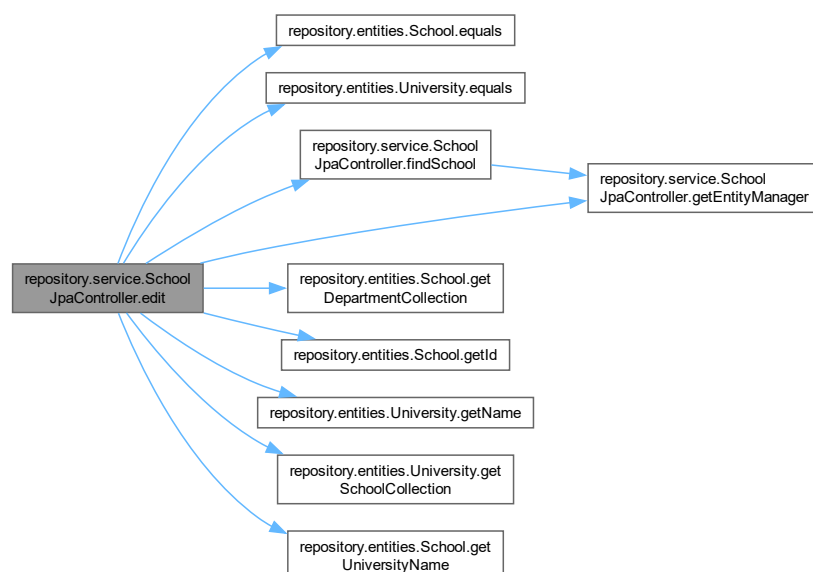 repository.entities.School.equals
repository.entities.University.equals
repository.service.School
JpaController.findSchool
repository.service.School
JpaController.getEntityManager
repository.service.School
JpaController.edit
repository.entities.School.get
DepartmentCollection
repository.entities.School.getId
repository.entities.University.getName
repository.entities.University.get
SchoolCollection
repository.entities.School.get
UniversityName